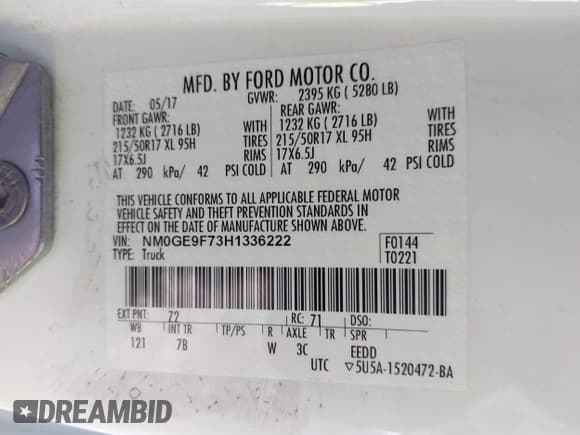 MFD. BY FORD MOTOR CO.
DATE: 05/17 GVWR: 2395 KG ( 5280 LB)
FRONT GAWR: REAR GAWR:
1232 KG ( 2716 LB) WITH 1232 KG ( 2716 LB) WITH
215/50R17 XL 95H TIRES 215/50R17 XL 95H TIRES
17X6.5J RIMS 17X6.5J RIMS
AT 290 kPa/ 42 PSI COLD AT 290 kPa/ 42 PSI COLD
THIS VEHICLE CONFORMS TO ALL APPLICABLE FEDERAL MOTOR
VEHICLE SAFETY AND THEFT PREVENTION STANDARDS IN
EFFECT ON THE DATE OF MANUFACTURE SHOWN ABOVE.
VIN: NM0GE9F73H1336222 F0144
TYPE: Truck T0221
EXT PNT: Z2 RC: 71 DSO:
WB INT TR TP/PS R AXLE TR SPR
121 7B W 3C EEDD
UTC ▽5U5A-1520472-BA
DREAMBID